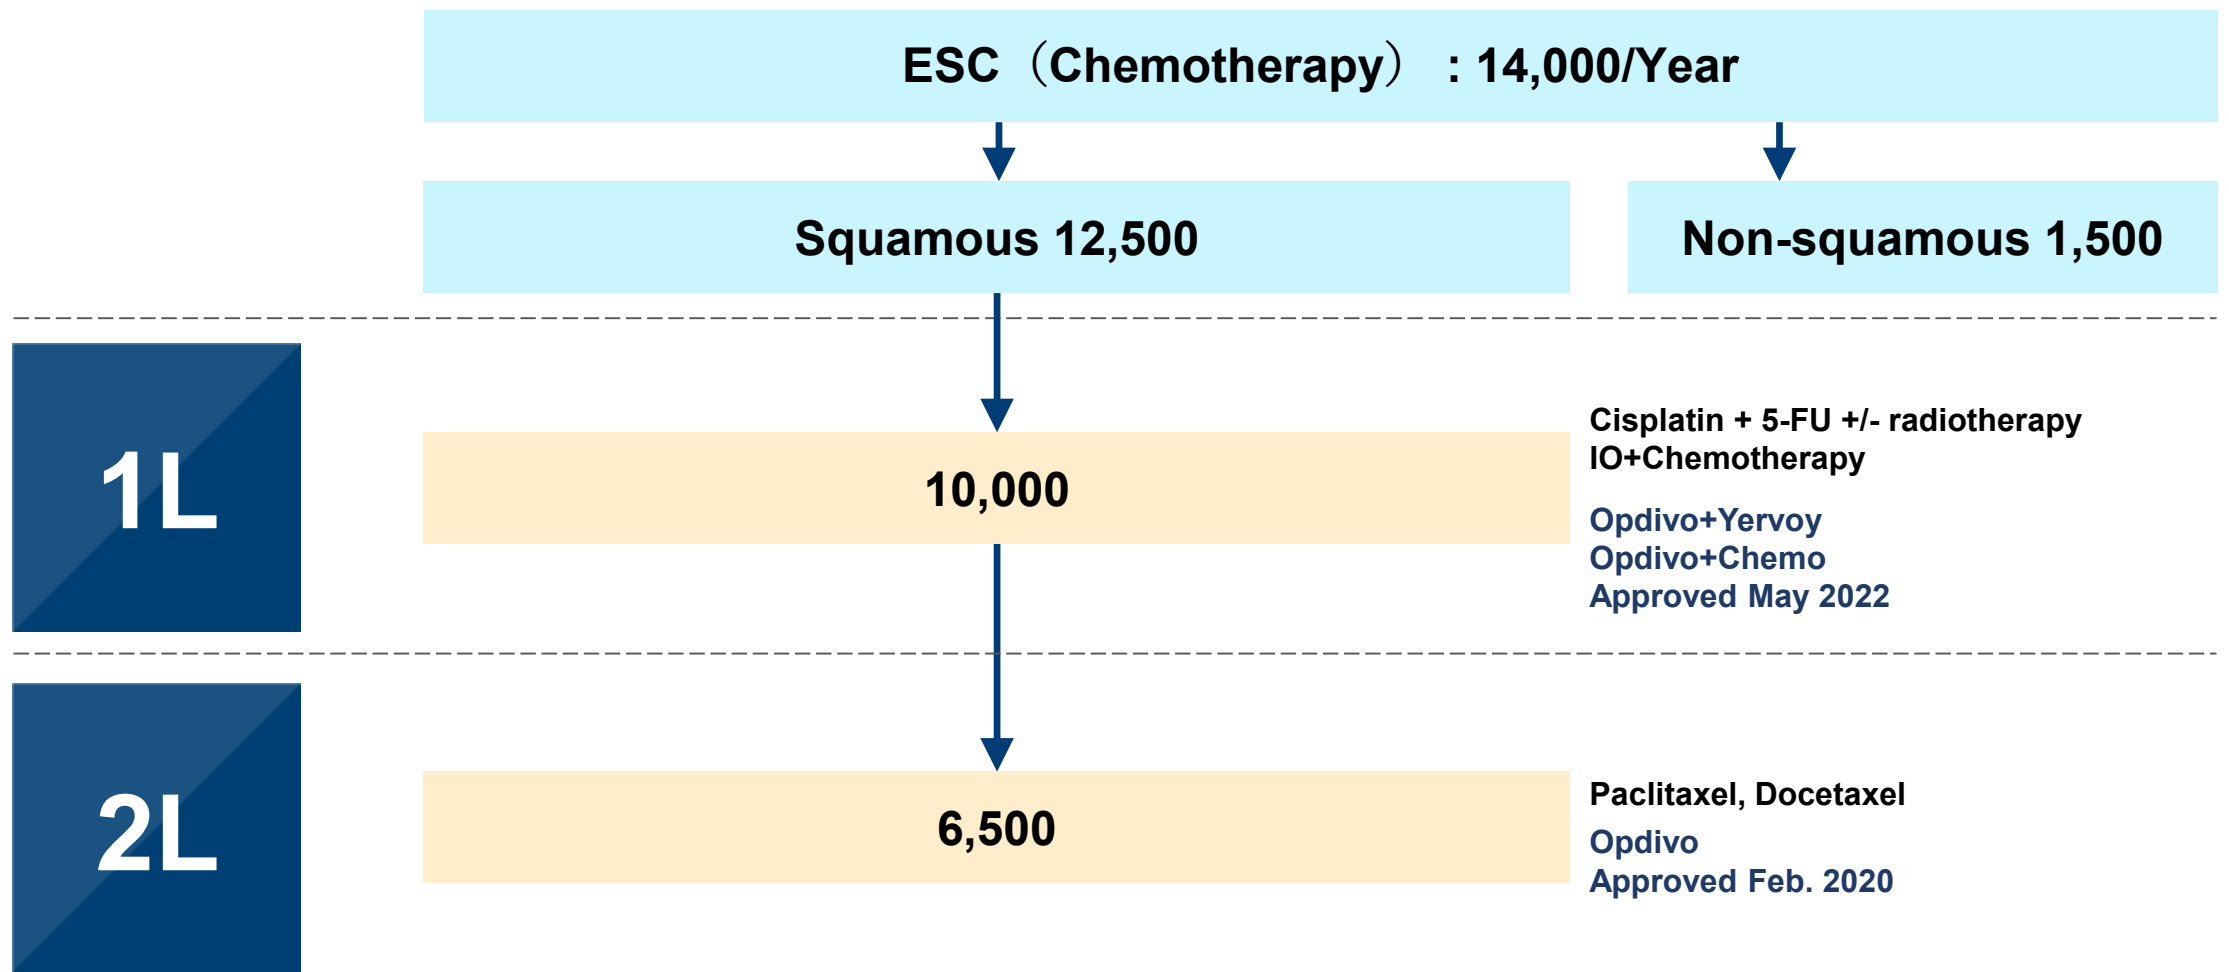 ESC（Chemotherapy） : 14,000/Year
Squamous 12,500
Non-squamous 1,500
1L
10,000
Cisplatin + 5-FU +/- radiotherapy
IO+Chemotherapy
Opdivo+Yervoy
Opdivo+Chemo
Approved May 2022
2L
6,500
Paclitaxel, Docetaxel
Opdivo
Approved Feb. 2020